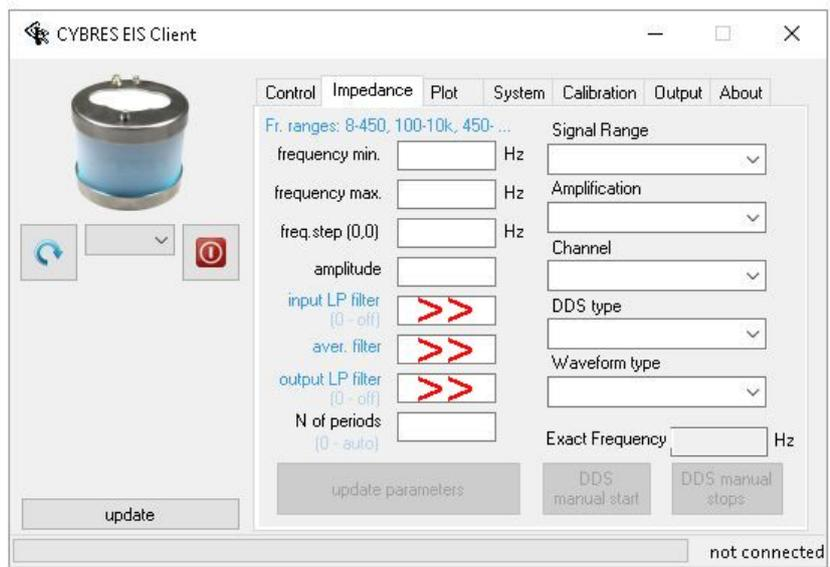 CYBRES EIS Client
Control Impedance Plot System Calibration Output About
Fr. ranges: 8-450, 100-10k, 450- ...
frequency min. Hz
frequency max. Hz
freq.step (0,0) Hz
amplitude
input LP filter >>
(0 - off)
aver. filter >>
output LP filter >>
(0 - off)
N of periods
(0 - auto)
update parameters
Signal Range
Amplification
Channel
DDS type
Waveform type
Exact Frequency Hz
DDS
manual start
DDS manual
stops
update
not connected